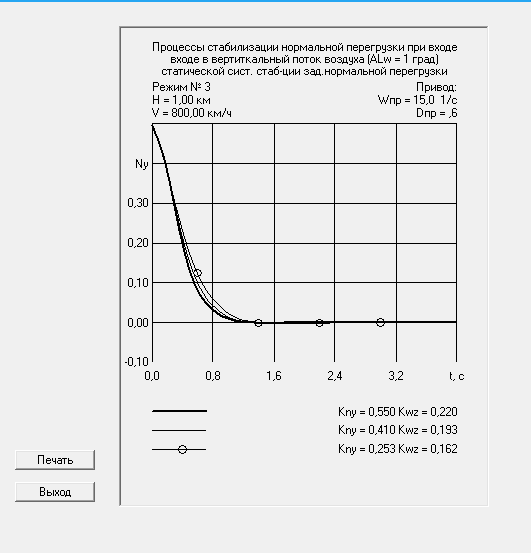 Процессы стабилизации нормальной перегрузки при входе
входе в вертиткальный поток воздуха (ALw = 1 град)
статической сист. стаб-ции зад.нормальной перегрузки
Режим № 3
Привод:
H = 1,00 км
Wпр = 15,0 1/с
V = 800,00 км/ч
Dпр = ,6
Ny
0,30
0,20
0,10
0,00
-0,10
0,0 0,8 1,6 2,4 3,2 t, c
Kny = 0,550 Kwz = 0,220
Kny = 0,410 Kwz = 0,193
Kny = 0,253 Kwz = 0,162
Печать
Выход